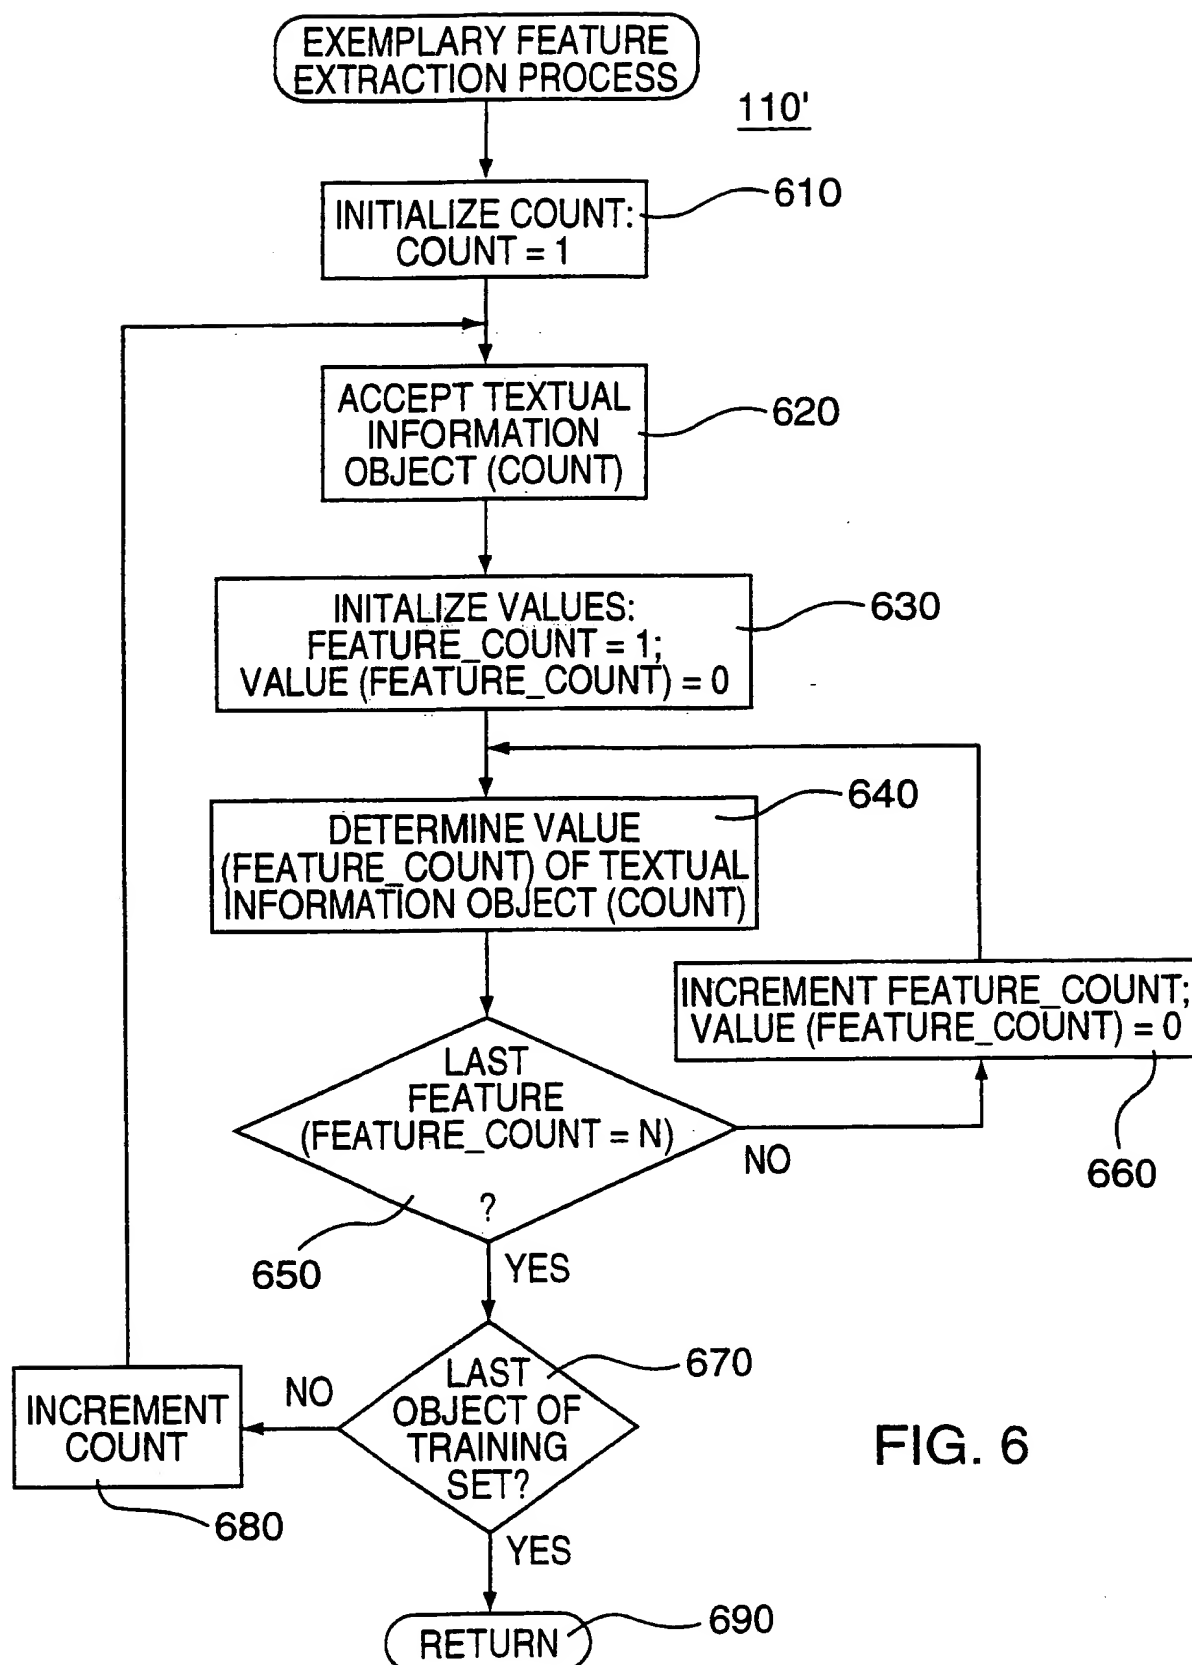 EXEMPLARY FEATURE
EXTRACTION PROCESS
110'
INITIALIZE COUNT:
COUNT = 1
610
ACCEPT TEXTUAL
INFORMATION
OBJECT (COUNT)
620
INITALIZE VALUES:
FEATURE_COUNT = 1;
VALUE (FEATURE_COUNT) = 0
630
DETERMINE VALUE
(FEATURE_COUNT) OF TEXTUAL
INFORMATION OBJECT (COUNT)
640
INCREMENT FEATURE_COUNT;
VALUE (FEATURE_COUNT) = 0
660
LAST
FEATURE
(FEATURE_COUNT = N)
?
NO
650
YES
LAST
OBJECT OF
TRAINING
SET?
670
NO
INCREMENT
COUNT
680
YES
RETURN
690
FIG. 6